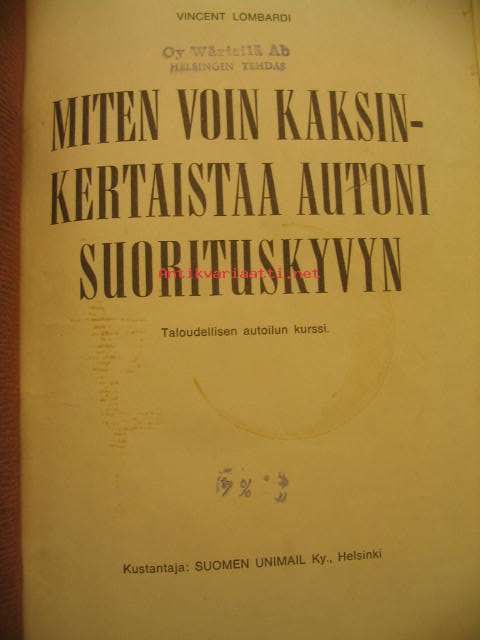 VINCENT LOMBARDI
Oy Wärtsilä Ab
HELSINGIN TEHDAS
MITEN VOIN KAKSIN-
KERTAISTAA AUTONI
SUORITUSKYVYN
Antikvariaatti.net
Taloudellisen autoilun kurssi.
Kustantaja: SUOMEN UNIMAIL Ky., Helsinki